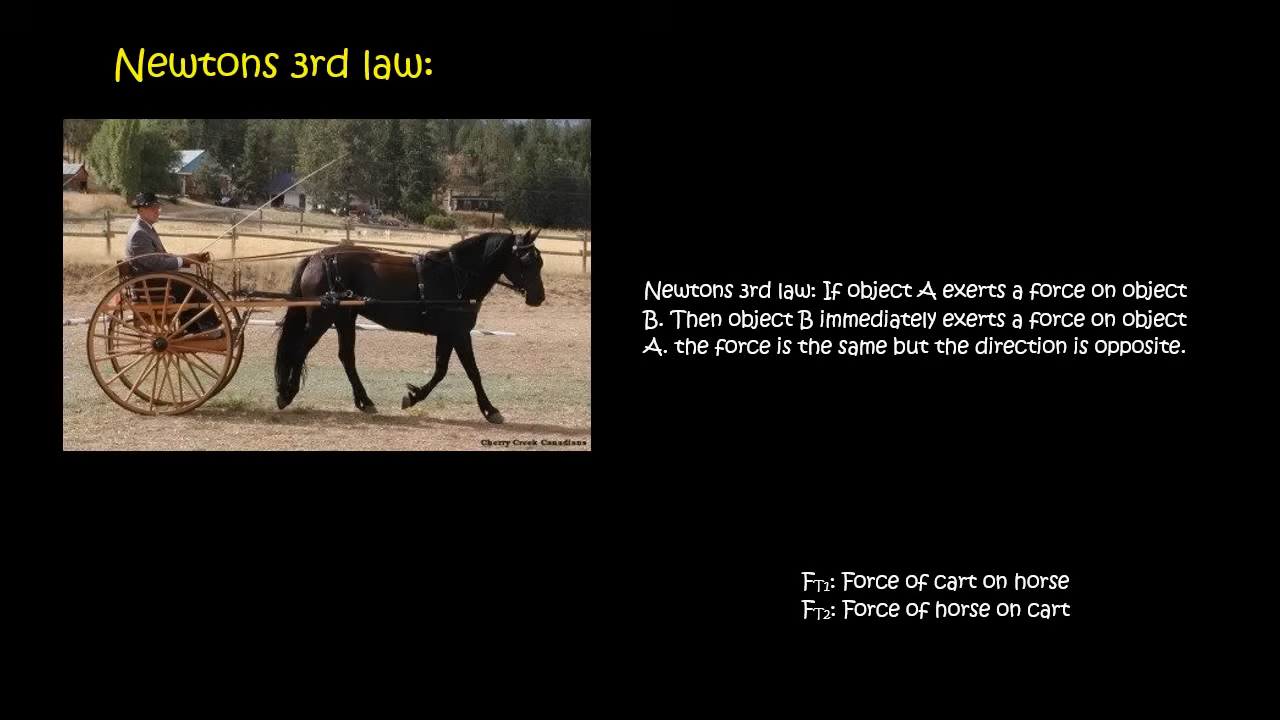 Newtons 3rd law:
Cherry Creek Canadians
Newtons 3rd law: If object A exerts a force on object
B. Then object B immediately exerts a force on object
A. the force is the same but the direction is opposite.
FT1: Force of cart on horse
FT2: Force of horse on cart